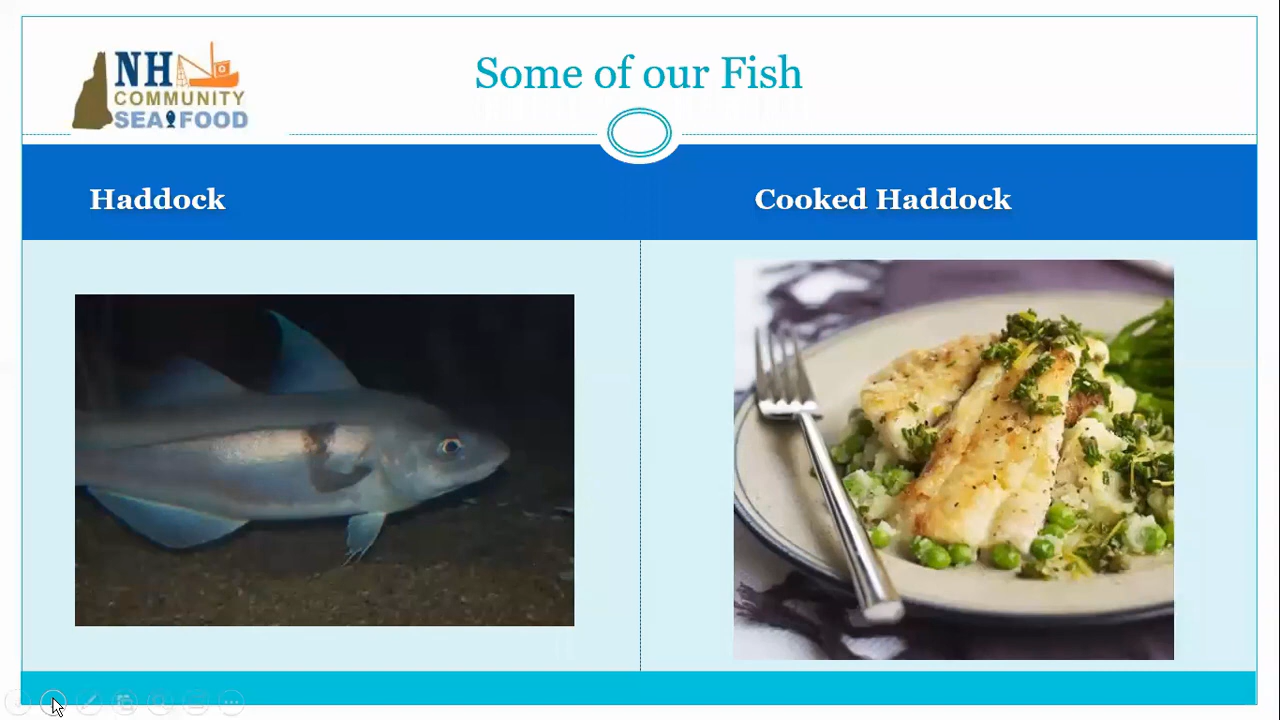 NH
COMMUNITY
SEAFOOD
Some of our Fish
Haddock
Cooked Haddock